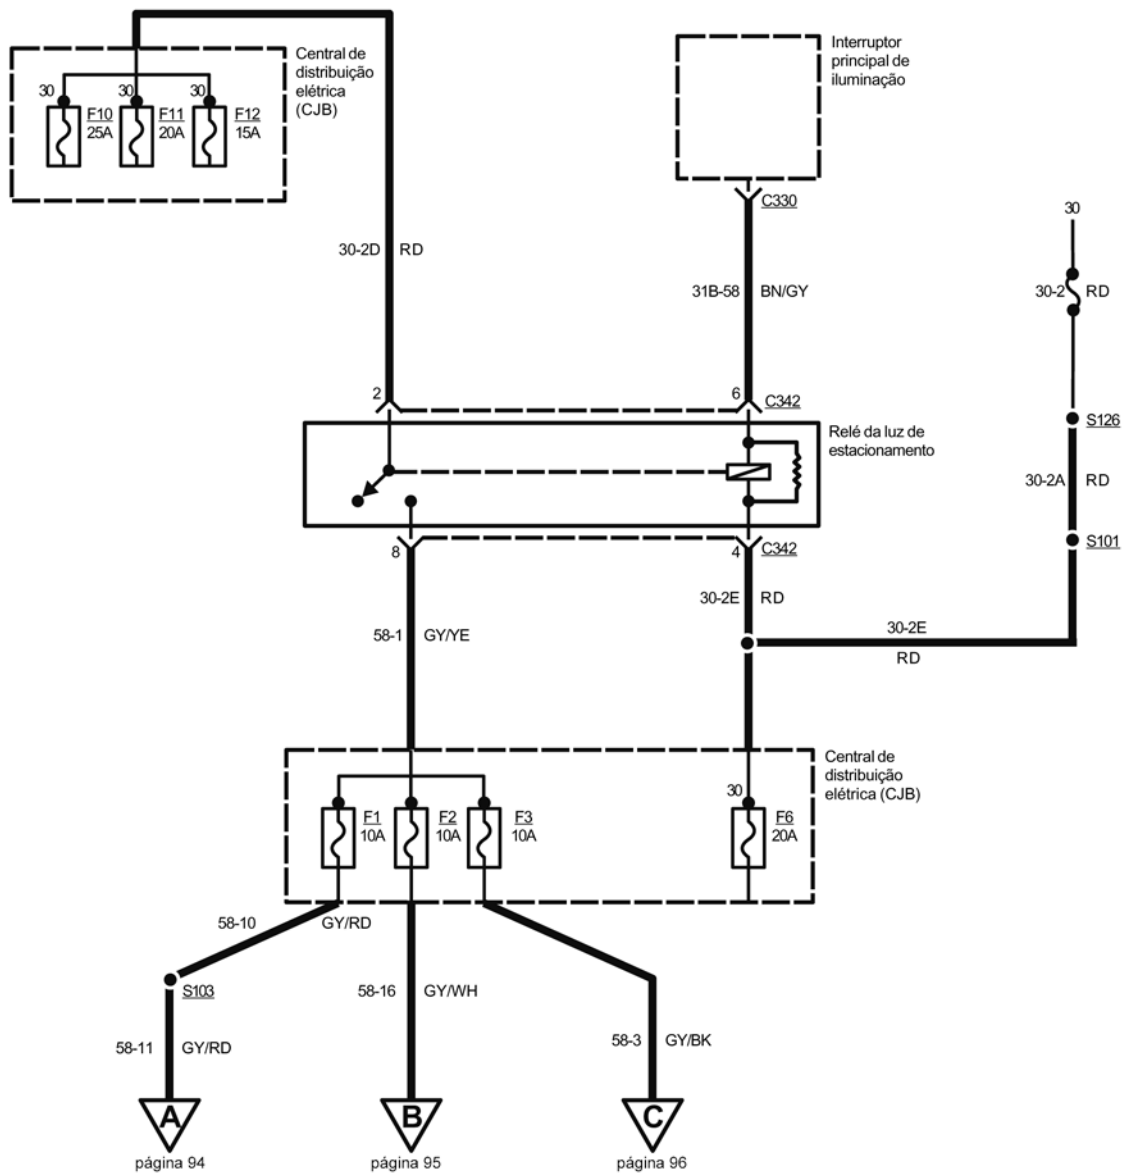 Central de
distribuição
elétrica
(CJB)
30
30
30
F10
25A
F11
20A
F12
15A
Interruptor
principal de
iluminação
C330
30
30-2D RD
31B-58 BN/GY
30-2 RD
2
6
C342
S126
Relé da luz de
estacionamento
30-2A RD
S101
8
4
C342
30-2E RD
58-1 GY/YE
30-2E
RD
Central de
distribuição
elétrica (CJB)
30
F1
10A
F2
10A
F3
10A
F6
20A
58-10 GY/RD
S103
58-16 GY/WH
58-11 GY/RD
58-3 GY/BK
A
B
C
página 94
página 95
página 96